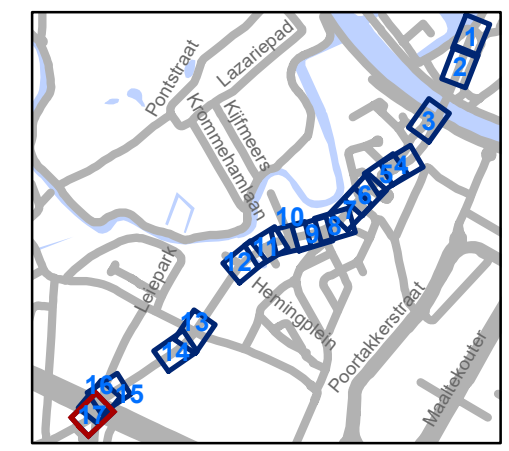 1
2
3
4
5
6
7
8
9
10
11
12
13
14
15
16
17
Pontstraat
Lazariepad
Kijfmeers
Krommehamlaan
Leiepark
Hemingplein
Poortakkerstraat
Maaltekouter